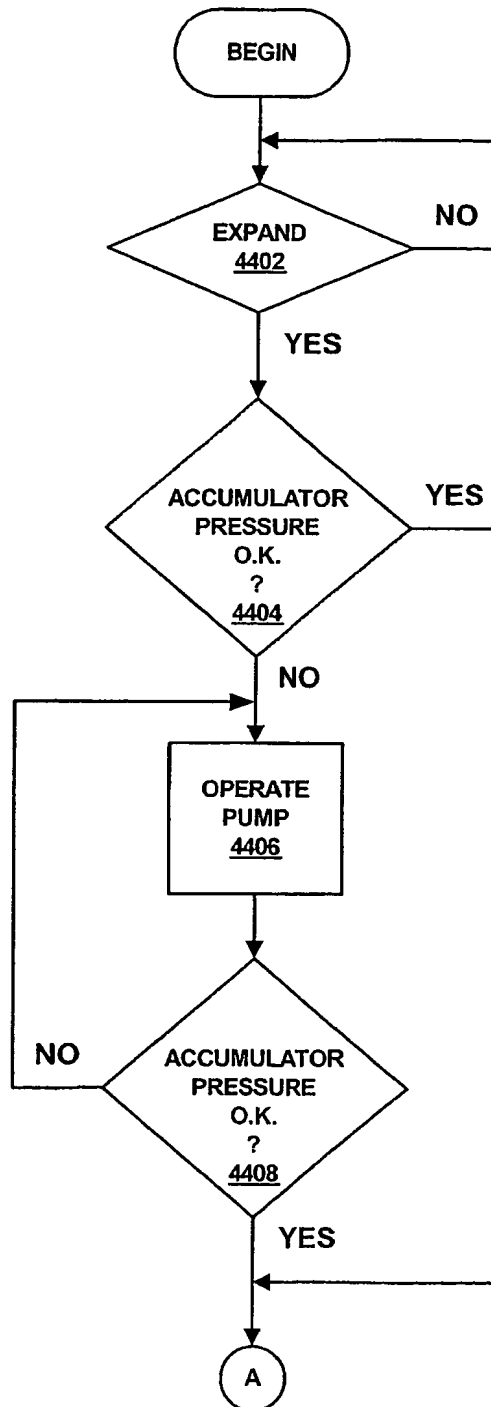 BEGIN
EXPAND
4402
NO
YES
ACCUMULATOR
PRESSURE
O.K.
?
4404
YES
NO
OPERATE
PUMP
4406
NO
ACCUMULATOR
PRESSURE
O.K.
?
4408
YES
A